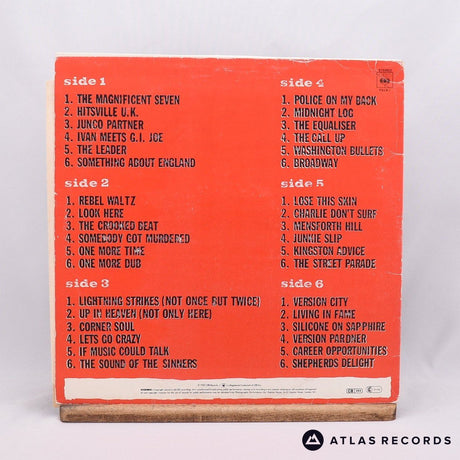 side 1
1. THE MAGNIFICENT SEVEN
2. HITSVILLE U.K.
3. JUNCO PARTNER
4. IVAN MEETS G.I. JOE
5. THE LEADER
6. SOMETHING ABOUT ENGLAND
side 2
1. REBEL WALTZ
2. LOOK HERE
3. THE CROOKED BEAT
4. SOMEBODY GOT MURDERED
5. ONE MORE TIME
6. ONE MORE DUB
side 3
1. LIGHTNING STRIKES (NOT ONCE BUT TWICE)
2. UP IN HEAVEN (NOT ONLY HERE)
3. CORNER SOUL
4. LETS GO CRAZY
5. IF MUSIC COULD TALK
6. THE SOUND OF THE SINNERS
side 4
1. POLICE ON MY BACK
2. MIDNIGHT LOG
3. THE EQUALISER
4. THE CALL UP
5. WASHINGTON BULLETS
6. BROADWAY
side 5
1. LOSE THIS SKIN
2. CHARLIE DON'T SURF
3. MENSFORTH HILL
4. JUNKIE SLIP
5. KINGSTON ADVICE
6. THE STREET PARADE
side 6
1. VERSION CITY
2. LIVING IN FAME
3. SILICONE ON SAPPHIRE
4. VERSION PARDNER
5. CAREER OPPORTUNITIES
6. SHEPHERDS DELIGHT
ATLAS RECORDS